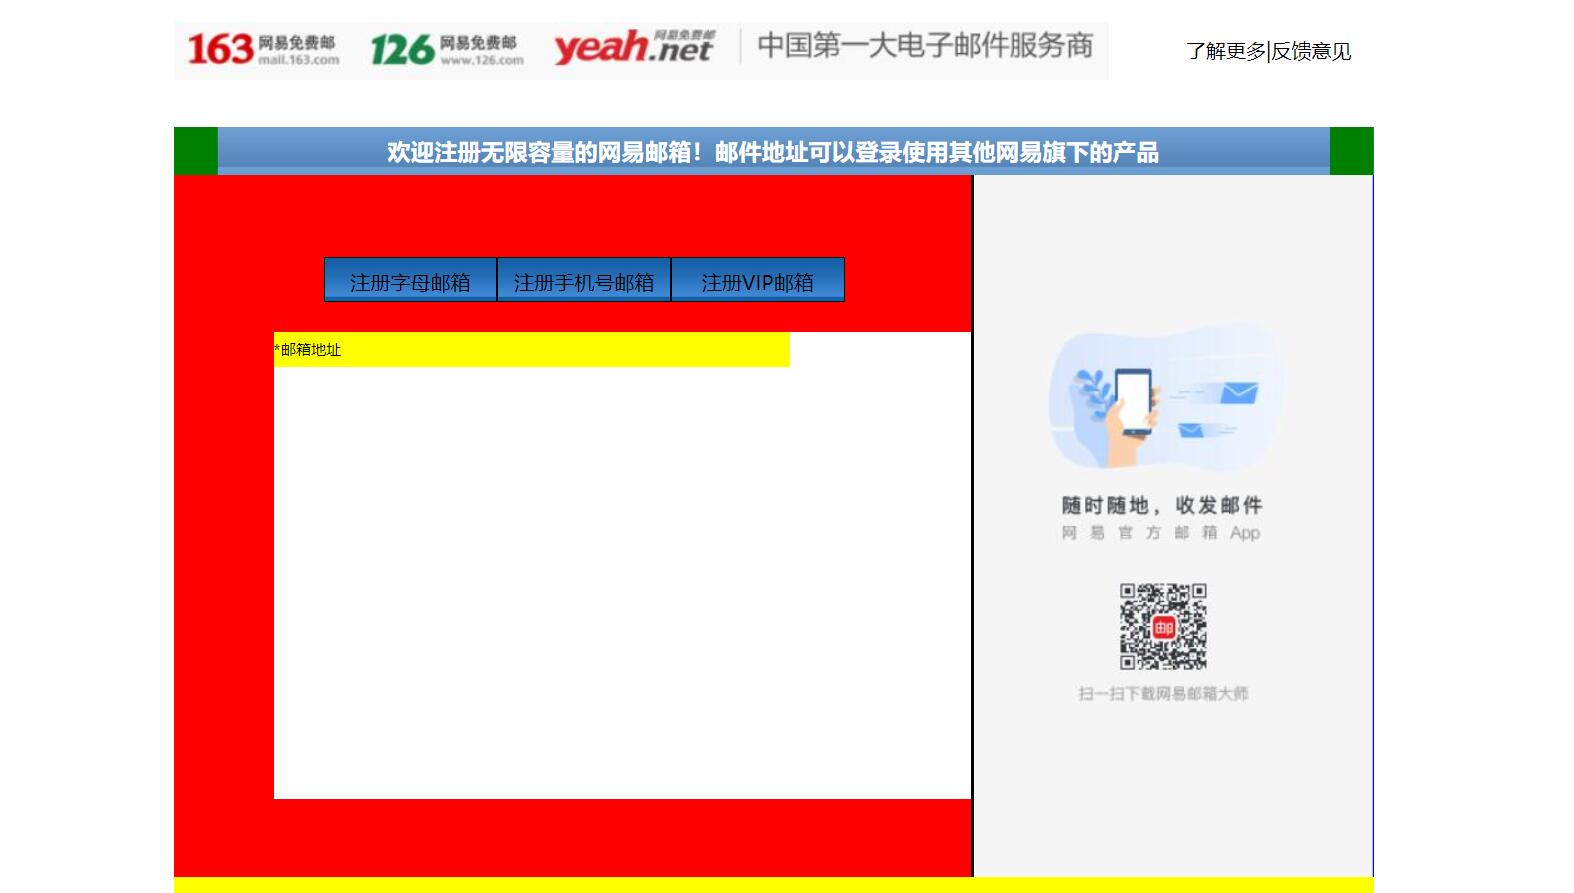 163 网易免费邮 mail.163.com 126 网易免费邮 www.126.com yeah.net 网易免费邮 中国第一大电子邮件服务商
了解更多|反馈意见
欢迎注册无限容量的网易邮箱！邮件地址可以登录使用其他网易旗下的产品
注册字母邮箱 注册手机号邮箱 注册VIP邮箱
*邮箱地址
随时随地，收发邮件
网易官方邮箱 App
邮
扫一扫下载网易邮箱大师